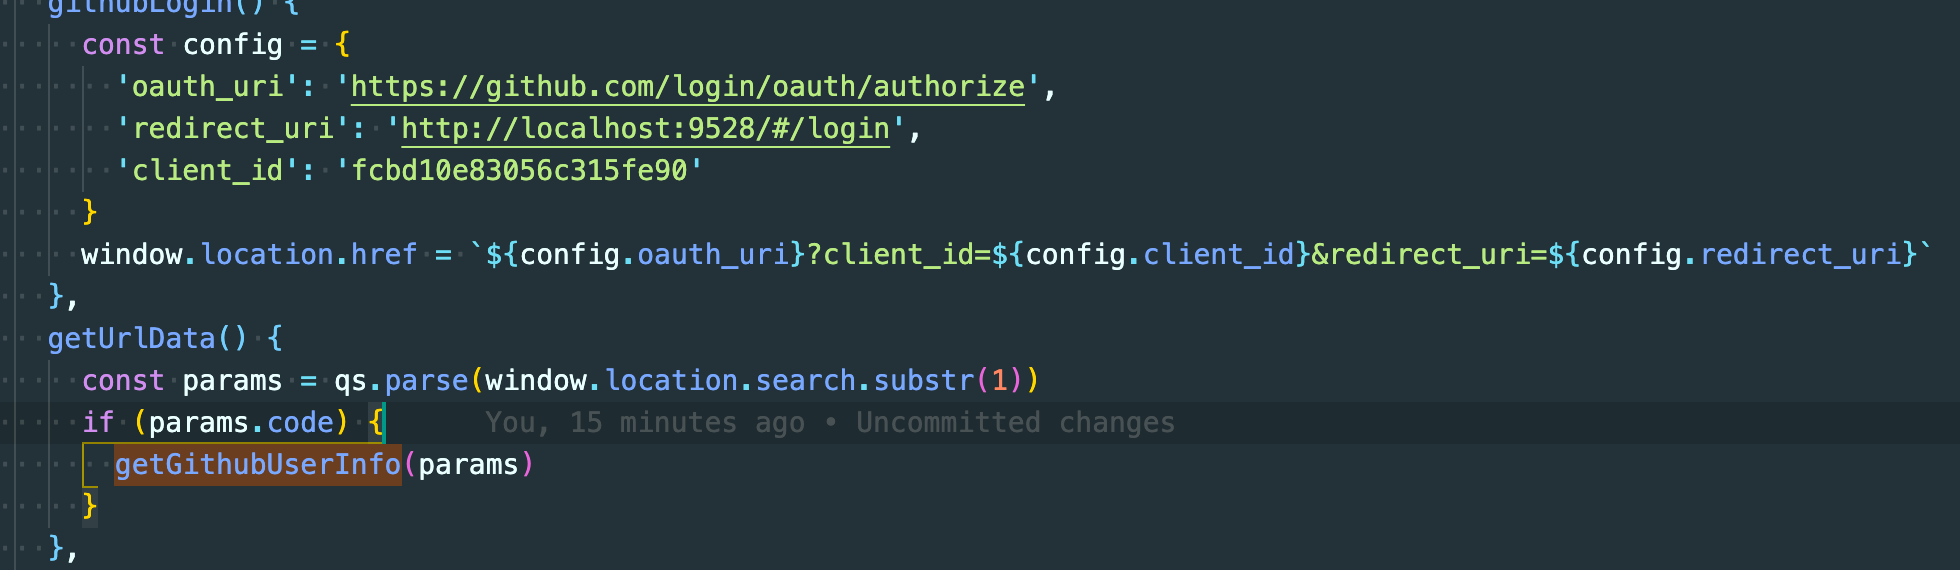 githubLogin() {
const config = {
'oauth_uri': 'https://github.com/login/oauth/authorize',
'redirect_uri': 'http://localhost:9528/#/login',
'client_id': 'fcbd10e83056c315fe90'
}
window.location.href = `${config.oauth_uri}?client_id=${config.client_id}&redirect_uri=${config.redirect_uri}`
},
getUrlData() {
const params = qs.parse(window.location.search.substr(1))
if (params.code) { You, 15 minutes ago • Uncommitted changes
getGithubUserInfo(params)
}
},